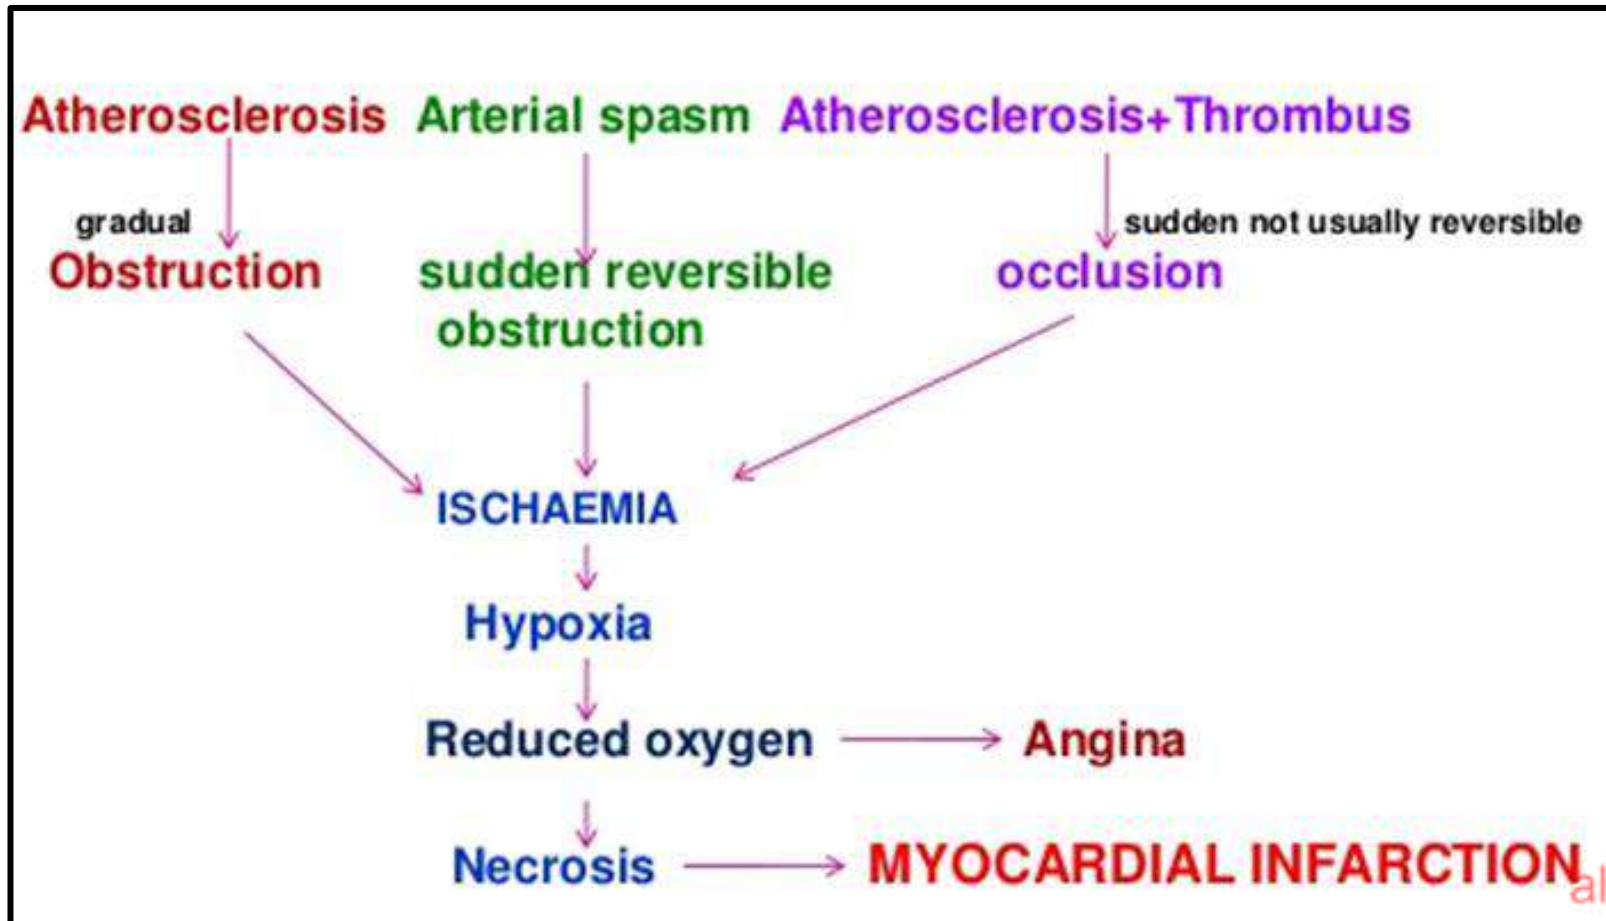 Atherosclerosis Arterial spasm Atherosclerosis+Thrombus
gradual sudden not usually reversible
Obstruction sudden reversible occlusion
obstruction
ISCHAEMIA
Hypoxia
Reduced oxygen Angina
Necrosis MYOCARDIAL INFARCTION